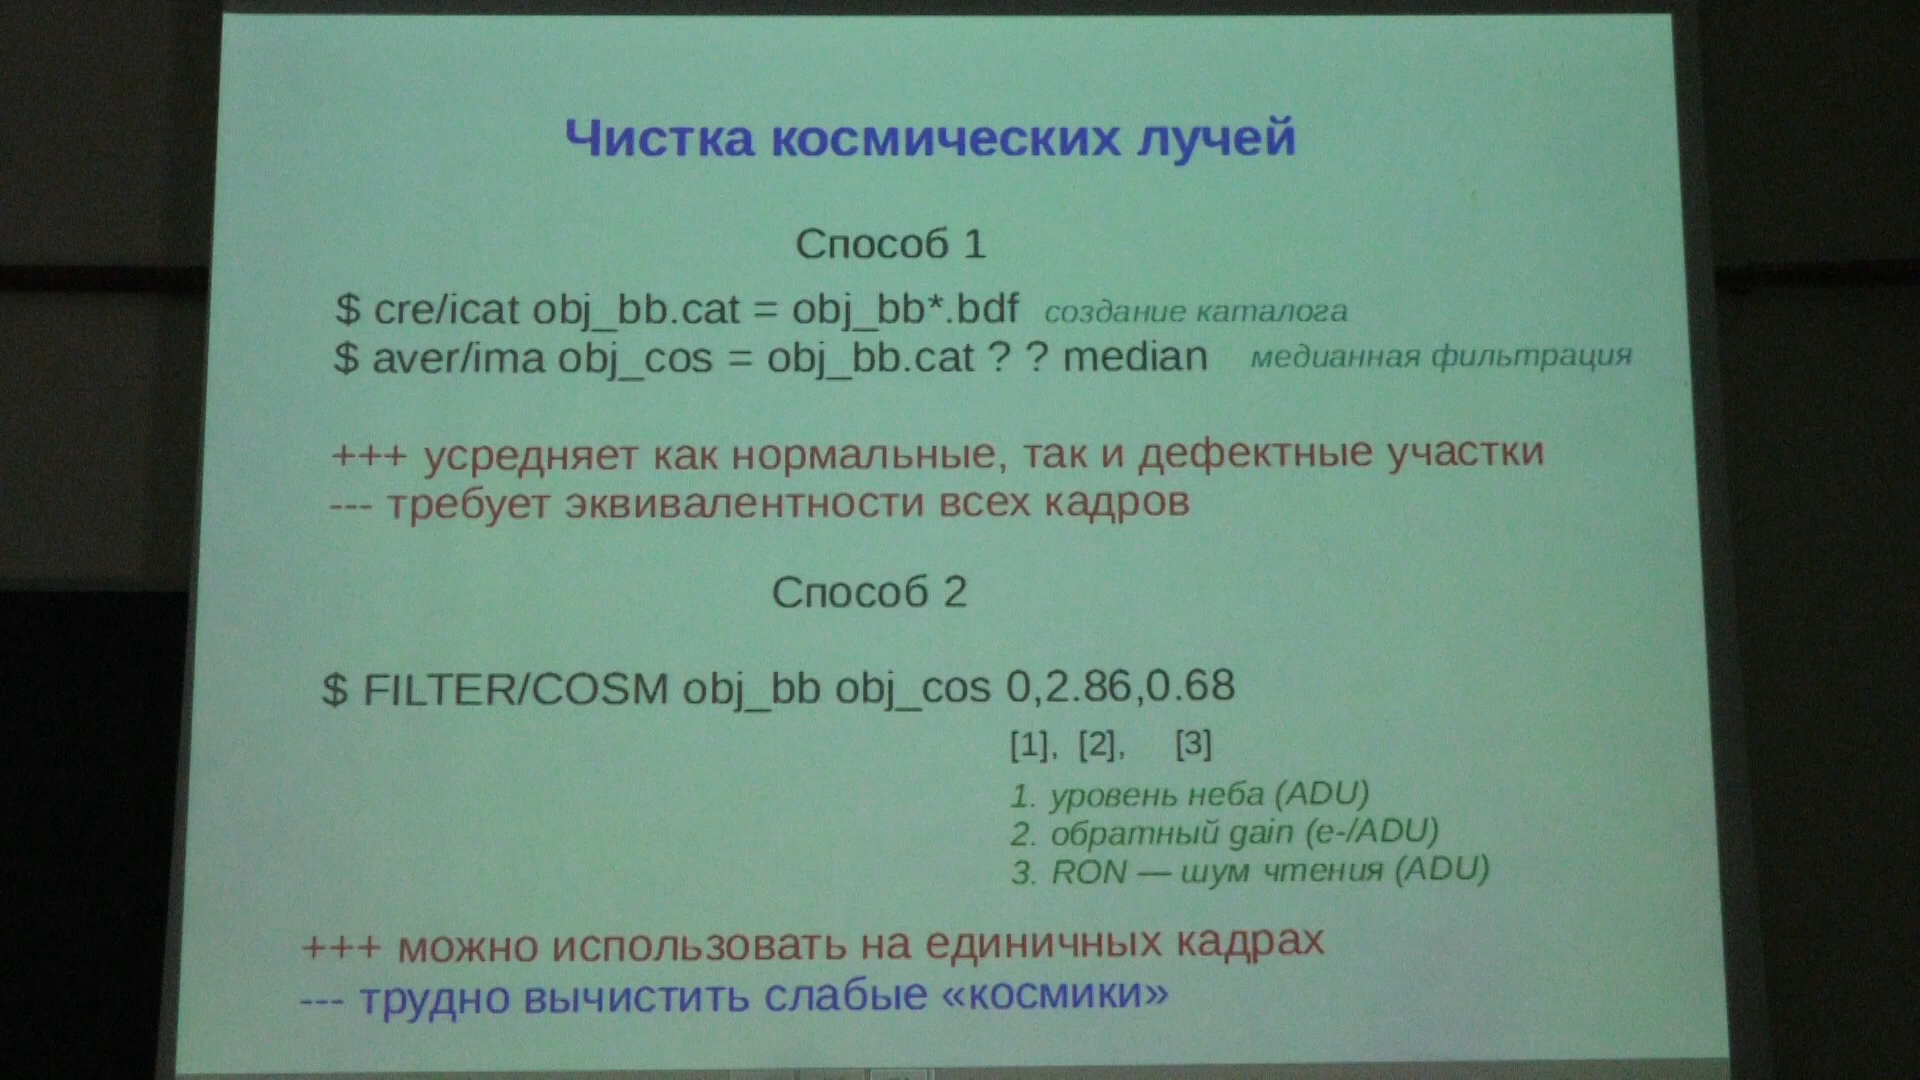 Чистка космических лучей
Способ 1
$ cre/icat obj_bb.cat = obj_bb*.bdf создание каталога
$ aver/ima obj_cos = obj_bb.cat ? ? median медианная фильтрация
+++ усредняет как нормальные, так и дефектные участки
--- требует эквивалентности всех кадров
Способ 2
$ FILTER/COSM obj_bb obj_cos 0,2.86,0.68
[1], [2], [3]
1. уровень неба (ADU)
2. обратный gain (e-/ADU)
3. RON — шум чтения (ADU)
+++ можно использовать на единичных кадрах
--- трудно вычистить слабые «космики»